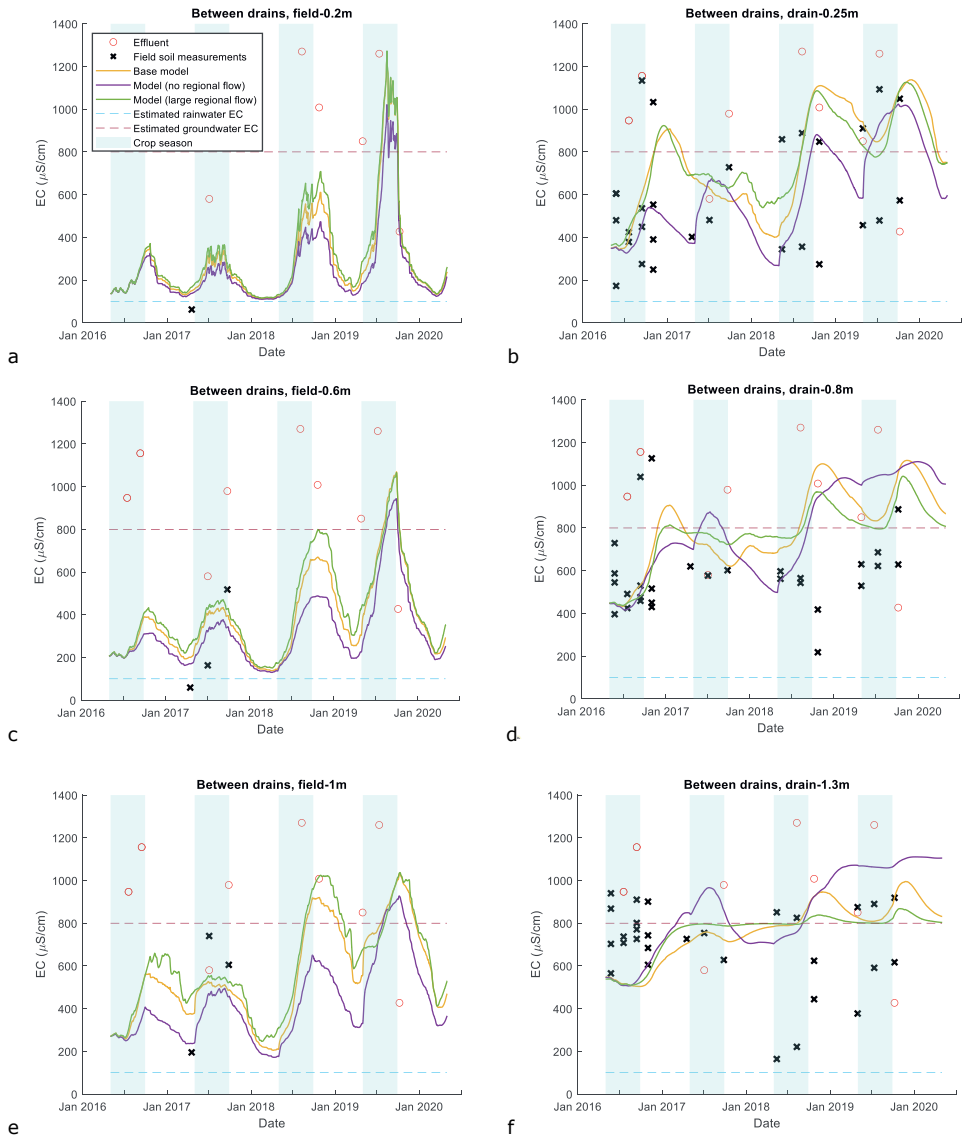 Between drains, field-0.2m
1400
1200
1000
800
600
400
200
0
EC (μS/cm)
Effluent
Field soil measurements
Base model
Model (no regional flow)
Model (large regional flow)
Estimated rainwater EC
Estimated groundwater EC
Crop season
Jan 2016 Jan 2017 Jan 2018 Jan 2019 Jan 2020
Date
a
Between drains, drain-0.25m
1400
1200
1000
800
600
400
200
0
EC (μS/cm)
Jan 2016 Jan 2017 Jan 2018 Jan 2019 Jan 2020
Date
b
Between drains, field-0.6m
1400
1200
1000
800
600
400
200
0
EC (μS/cm)
Jan 2016 Jan 2017 Jan 2018 Jan 2019 Jan 2020
Date
c
Between drains, drain-0.8m
1400
1200
1000
800
600
400
200
0
EC (μS/cm)
Jan 2016 Jan 2017 Jan 2018 Jan 2019 Jan 2020
Date
d.
Between drains, field-1m
1400
1200
1000
800
600
400
200
0
EC (μS/cm)
Jan 2016 Jan 2017 Jan 2018 Jan 2019 Jan 2020
Date
e
Between drains, drain-1.3m
1400
1200
1000
800
600
400
200
0
EC (μS/cm)
Jan 2016 Jan 2017 Jan 2018 Jan 2019 Jan 2020
Date
f